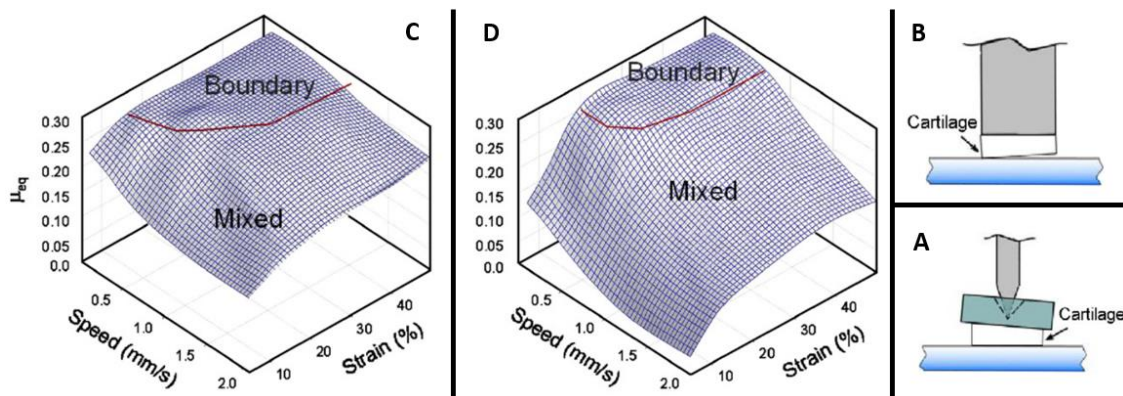 C
Boundary
Mixed
0.30
0.25
0.20
0.15
0.10
0.05
0.0
μeq
0.5
1.0
1.5
2.0
Speed (mm/s)
10
20
30
40
Strain (%)
D
Boundary
Mixed
0.30
0.25
0.20
0.15
0.10
0.05
0.0
0.5
1.0
1.5
2.0
Speed (mm/s)
10
20
30
40
Strain (%)
B
Cartilage
A
Cartilage